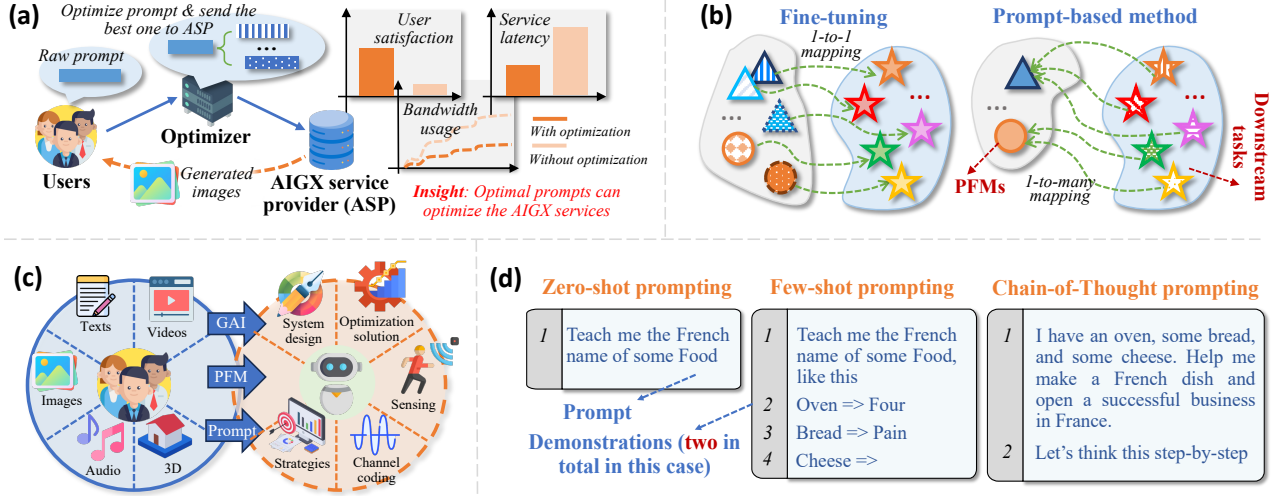 (a)
Optimize prompt & send the
best one to ASP
...
Raw prompt
Optimizer
Users
Generated
images
AIGX service
provider (ASP)
User
satisfaction
Service
latency
Bandwidth
usage
With optimization
Without optimization
Insight: Optimal prompts can
optimize the AIGX services
(b)
Fine-tuning
1-to-1
mapping
...
...
Prompt-based method
...
...
PFMs
1-to-many
mapping
Downstream
tasks
(c)
Texts
Videos
Images
Audio
3D
GAI
PFM
Prompt
System
design
Optimization
solution
Sensing
Strategies
Channel
coding
(d)
Zero-shot prompting
1 Teach me the French
name of some Food
Prompt
Demonstrations (two in
total in this case)
Few-shot prompting
1 Teach me the French
name of some Food,
like this
2 Oven => Four
3 Bread => Pain
4 Cheese =>
Chain-of-Thought prompting
1 I have an oven, some bread,
and some cheese. Help me
make a French dish and
open a successful business
in France.
2 Let's think this step-by-step